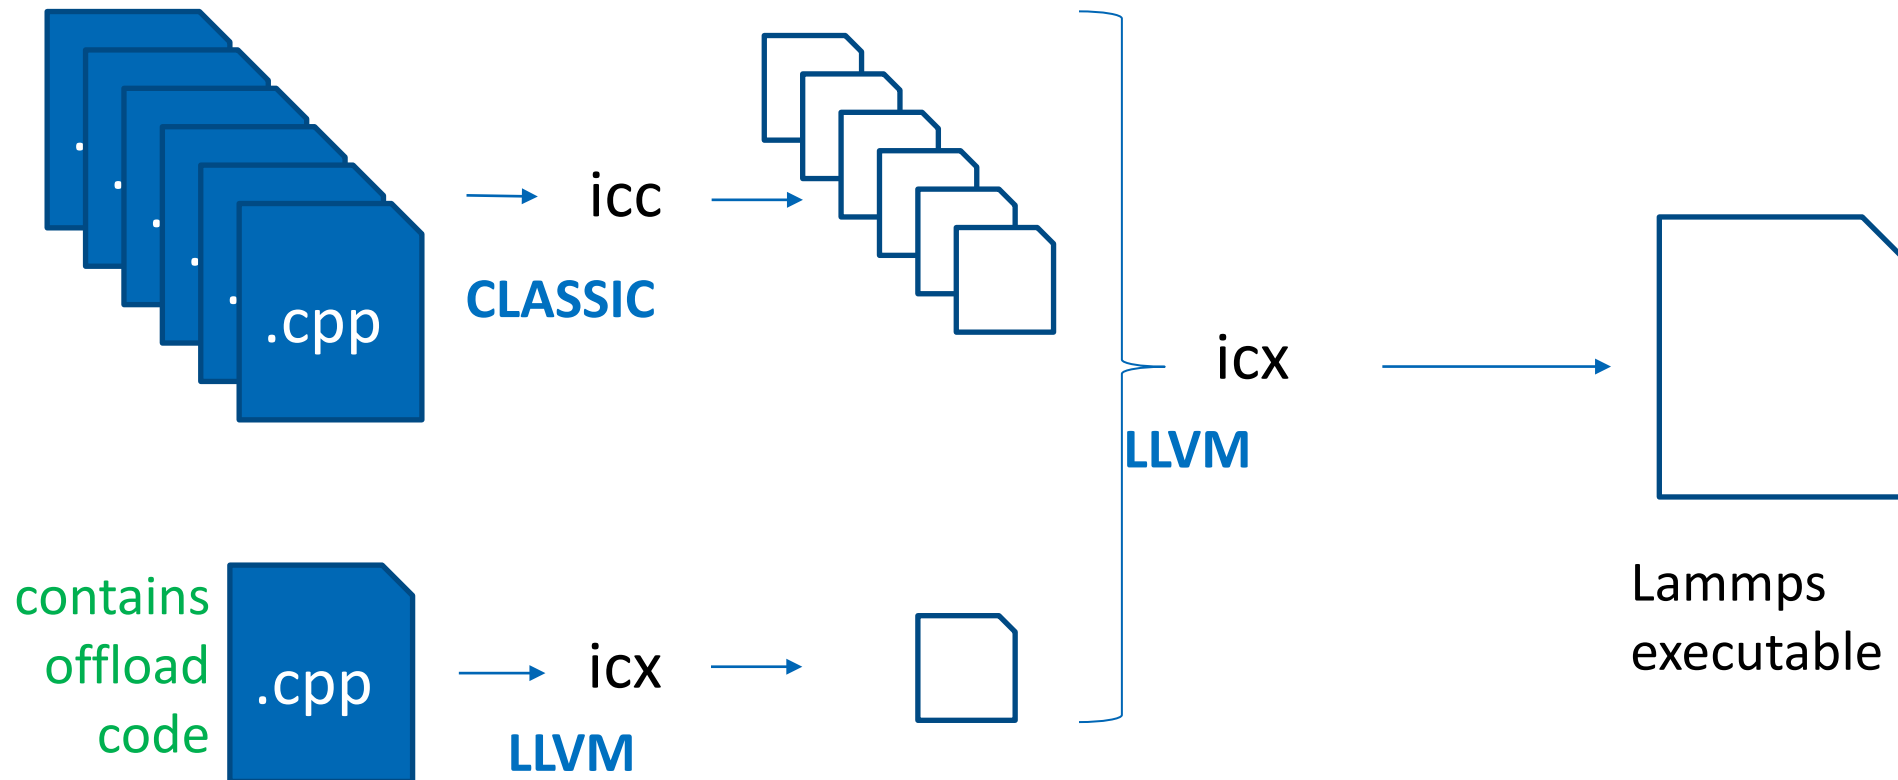 .cpp
icc
CLASSIC
icx
LLVM
contains
offload
code
.cpp
icx
LLVM
Lammps
executable